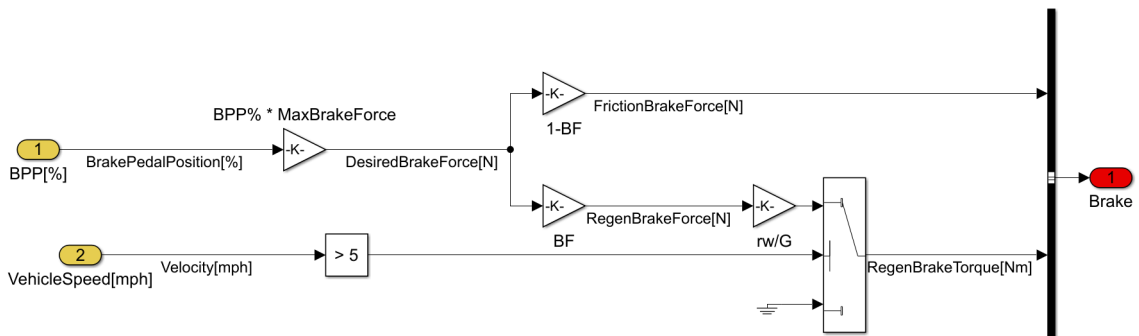 -K-
FrictionBrakeForce[N]
1-BF
BPP% * MaxBrakeForce
1
BrakePedalPosition[%]
-K-
DesiredBrakeForce[N]
BPP[%]
1
Brake
-K-
RegenBrakeForce[N]
-K-
BF
rw/G
2
Velocity[mph]
> 5
VehicleSpeed[mph]
RegenBrakeTorque[Nm]